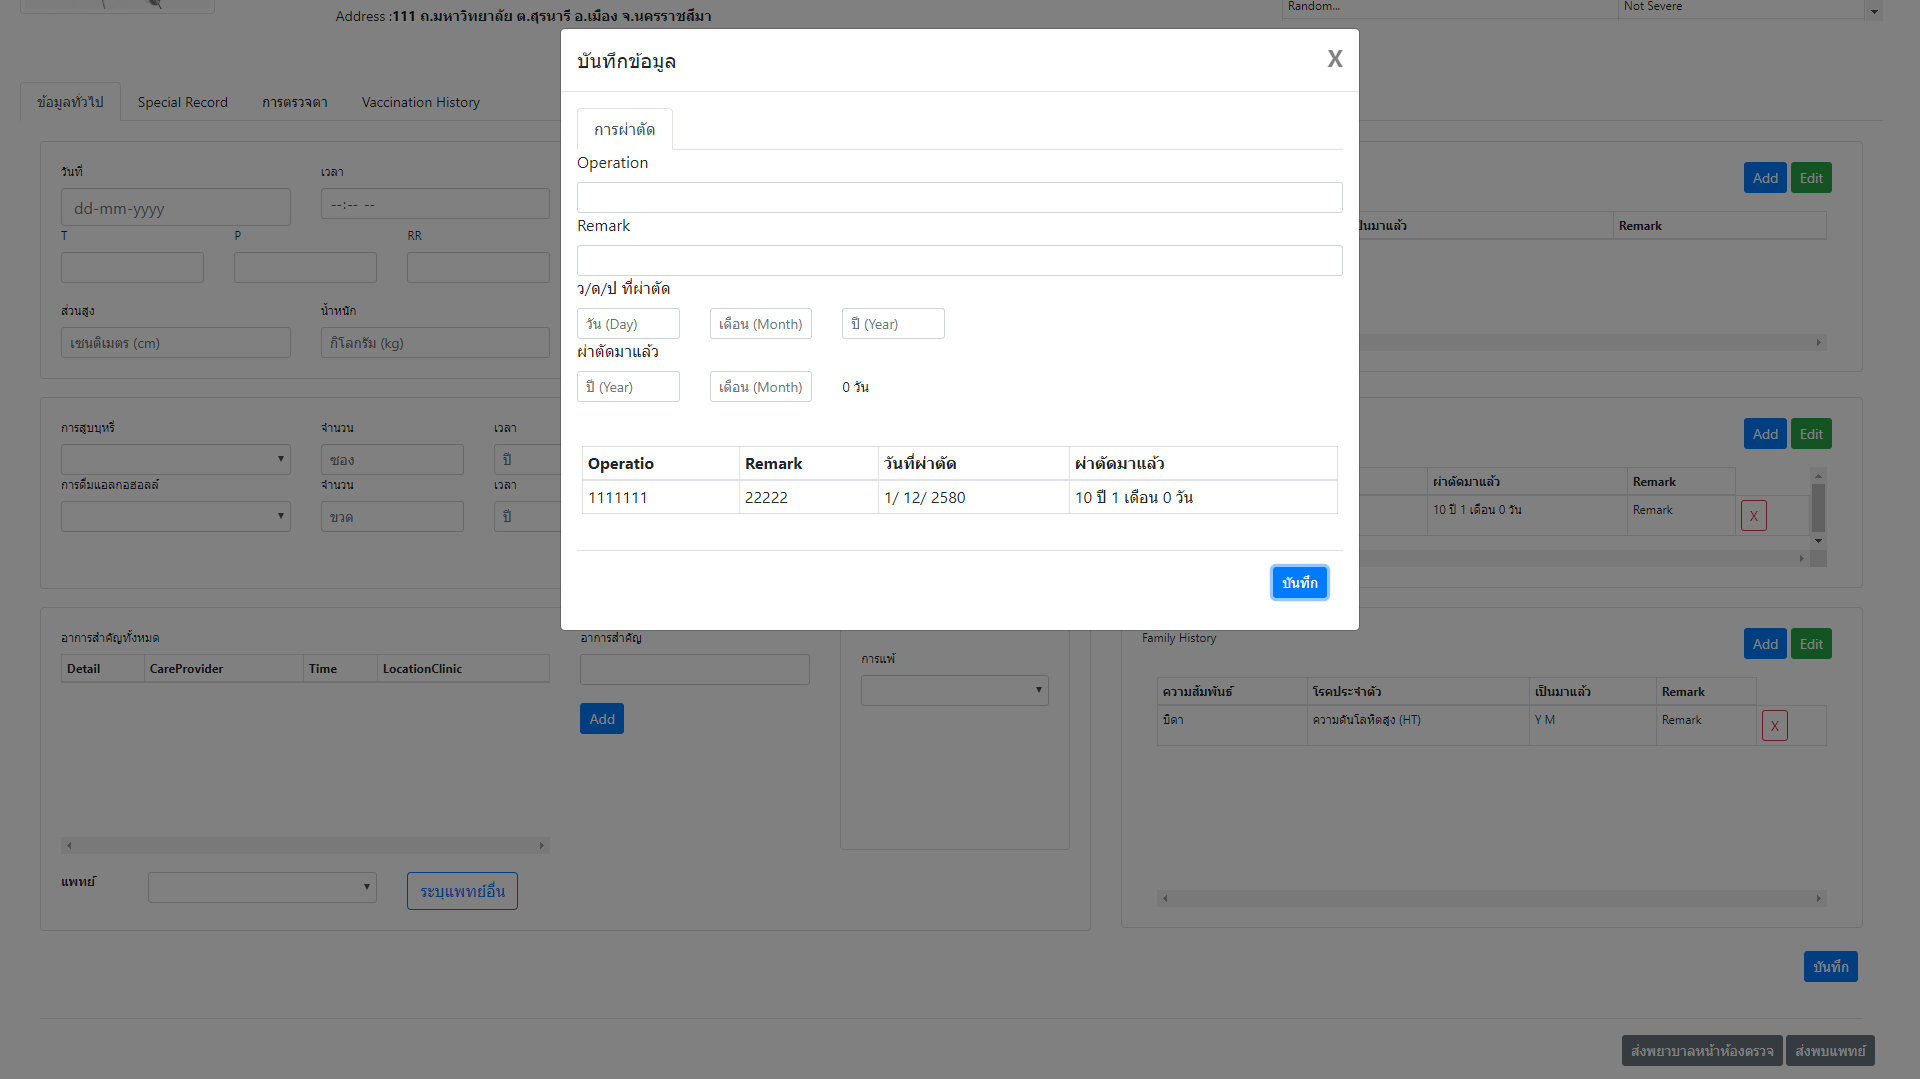 Address :111 ถ.มหาวิทยาลัย ต.สุรนารี อ.เมือง จ.นครราชสีมา
Random... Not Severe
ข้อมูลทั่วไป Special Record การตรวจตา Vaccination History
วันที่ เวลา
dd-mm-yyyy --:-- --
T P RR
ส่วนสูง น้ำหนัก
เซนติเมตร (cm) กิโลกรัม (kg)
การสูบบุหรี่ จำนวน เวลา
ซอง ปี
การดื่มแอลกอฮอลล์ จำนวน เวลา
ขวด ปี
บันทึกข้อมูล X
การผ่าตัด
Operation
Remark
ว/ด/ป ที่ผ่าตัด
วัน (Day) เดือน (Month) ปี (Year)
ผ่าตัดมาแล้ว
ปี (Year) เดือน (Month) 0 วัน
Operatio Remark วันที่ผ่าตัด ผ่าตัดมาแล้ว
1111111 22222 1/ 12/ 2580 10 ปี 1 เดือน 0 วัน
บันทึก
Add Edit
Remark
Add Edit
ผ่าตัดมาแล้ว Remark
10 ปี 1 เดือน 0 วัน Remark X
อาการสำคัญทั้งหมด
Detail CareProvider Time LocationClinic
แพทย์ ระบุแพทย์อื่น
อาการสำคัญ
Add
การแพ้
Family History Add Edit
ความสัมพันธ์ โรคประจำตัว เป็นมาแล้ว Remark
บิดา ความดันโลหิตสูง (HT) Y M Remark X
บันทึก
ส่งพยาบาลหน้าห้องตรวจ ส่งพบแพทย์